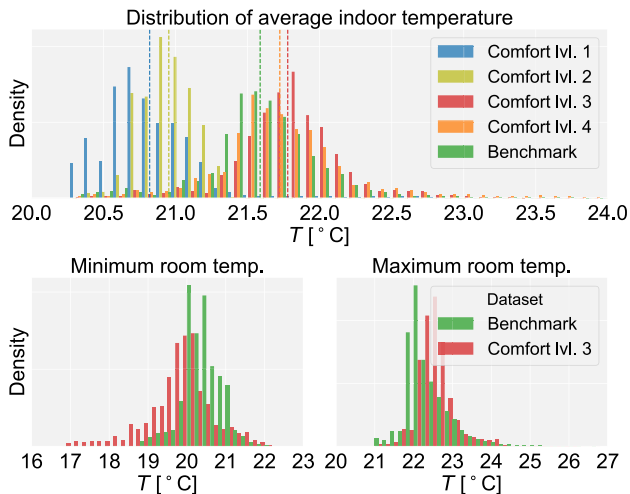 Distribution of average indoor temperature
Density
Comfort lvl. 1
Comfort lvl. 2
Comfort lvl. 3
Comfort lvl. 4
Benchmark
20.0 20.5 21.0 21.5 22.0 22.5 23.0 23.5 24.0
T [°C]
Minimum room temp.
Density
16 17 18 19 20 21 22 23
T [°C]
Maximum room temp.
Dataset
Benchmark
Comfort lvl. 3
20 21 22 23 24 25 26 27
T [°C]